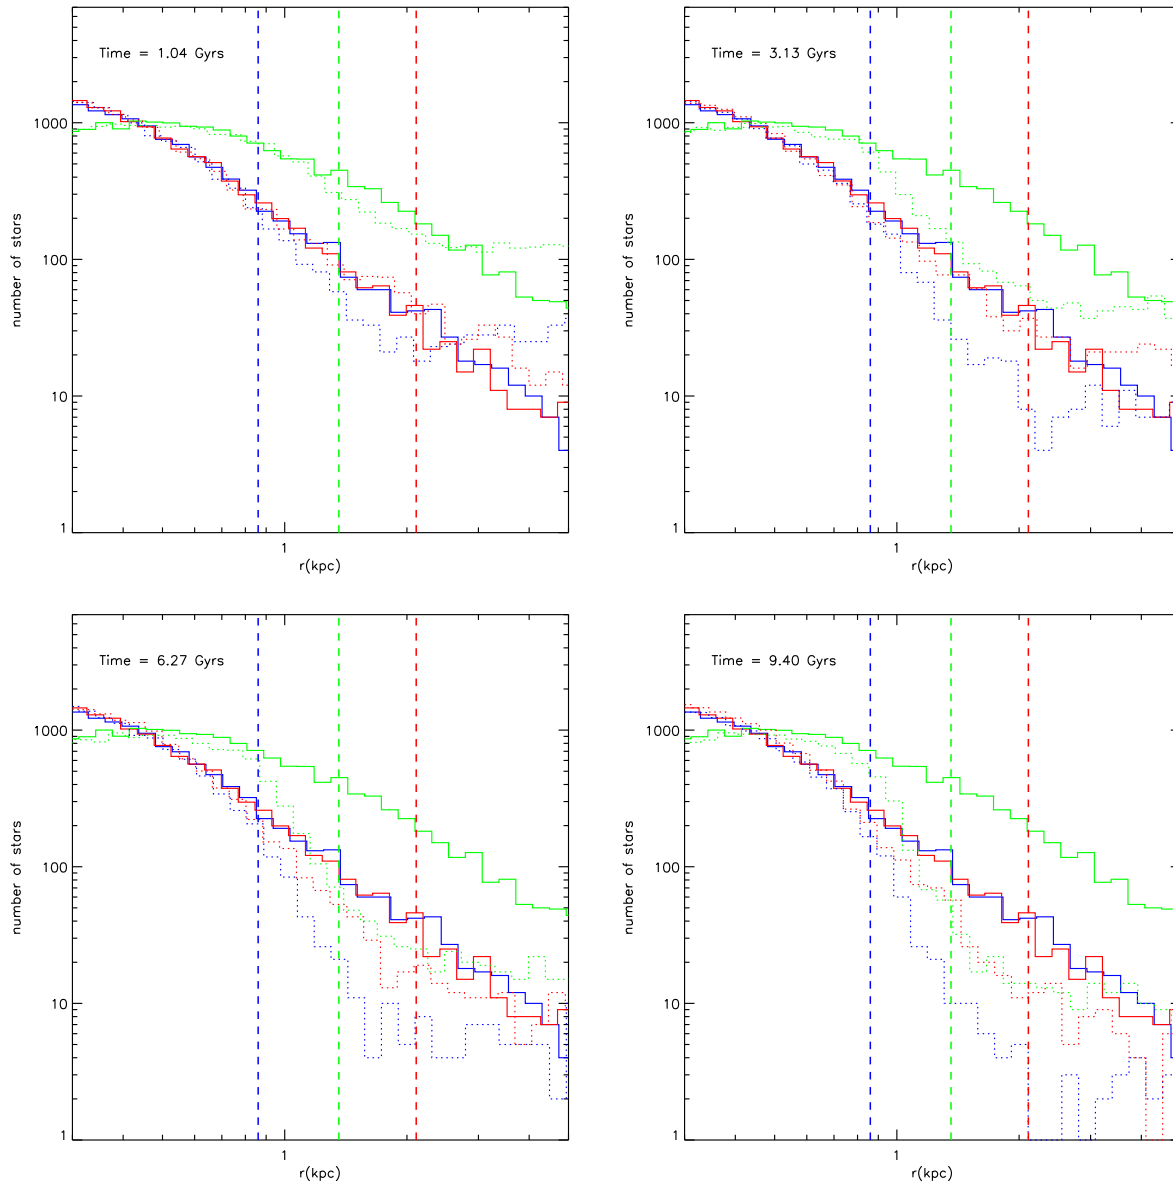 Time = 1.04 Gyrs
1000
100
10
1
number of stars
1
r(kpc)
Time = 3.13 Gyrs
1000
100
10
1
number of stars
1
r(kpc)
Time = 6.27 Gyrs
1000
100
10
1
number of stars
1
r(kpc)
Time = 9.40 Gyrs
1000
100
10
1
number of stars
1
r(kpc)